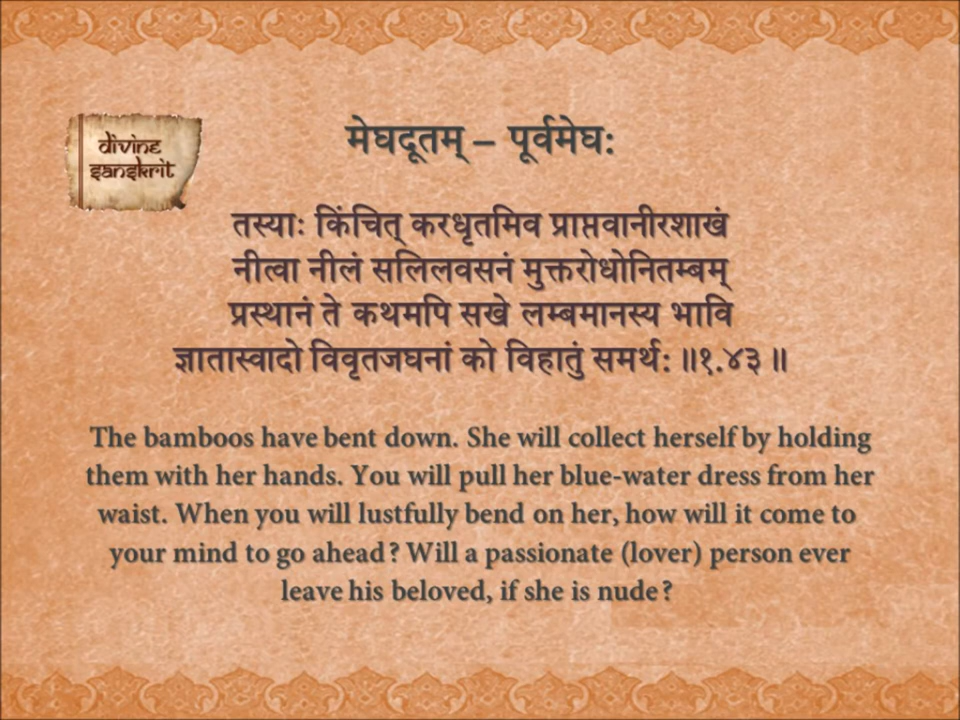 divine
sanskrit
मेघदूतम् – पूर्वमेघः
तस्याः किंचित् करधृतमिव प्राप्तवानीरशाखं
नीत्वा नीलं सलिलवसनं मुक्तरोधोनितम्बम्
प्रस्थानं ते कथमपि सखे लम्बमानस्य भावि
ज्ञातास्वादो विवृतजघनां को विहातुं समर्थः ॥१.४३॥
The bamboos have bent down. She will collect herself by holding
them with her hands. You will pull her blue-water dress from her
waist. When you will lustfully bend on her, how will it come to
your mind to go ahead? Will a passionate (lover) person ever
leave his beloved, if she is nude?